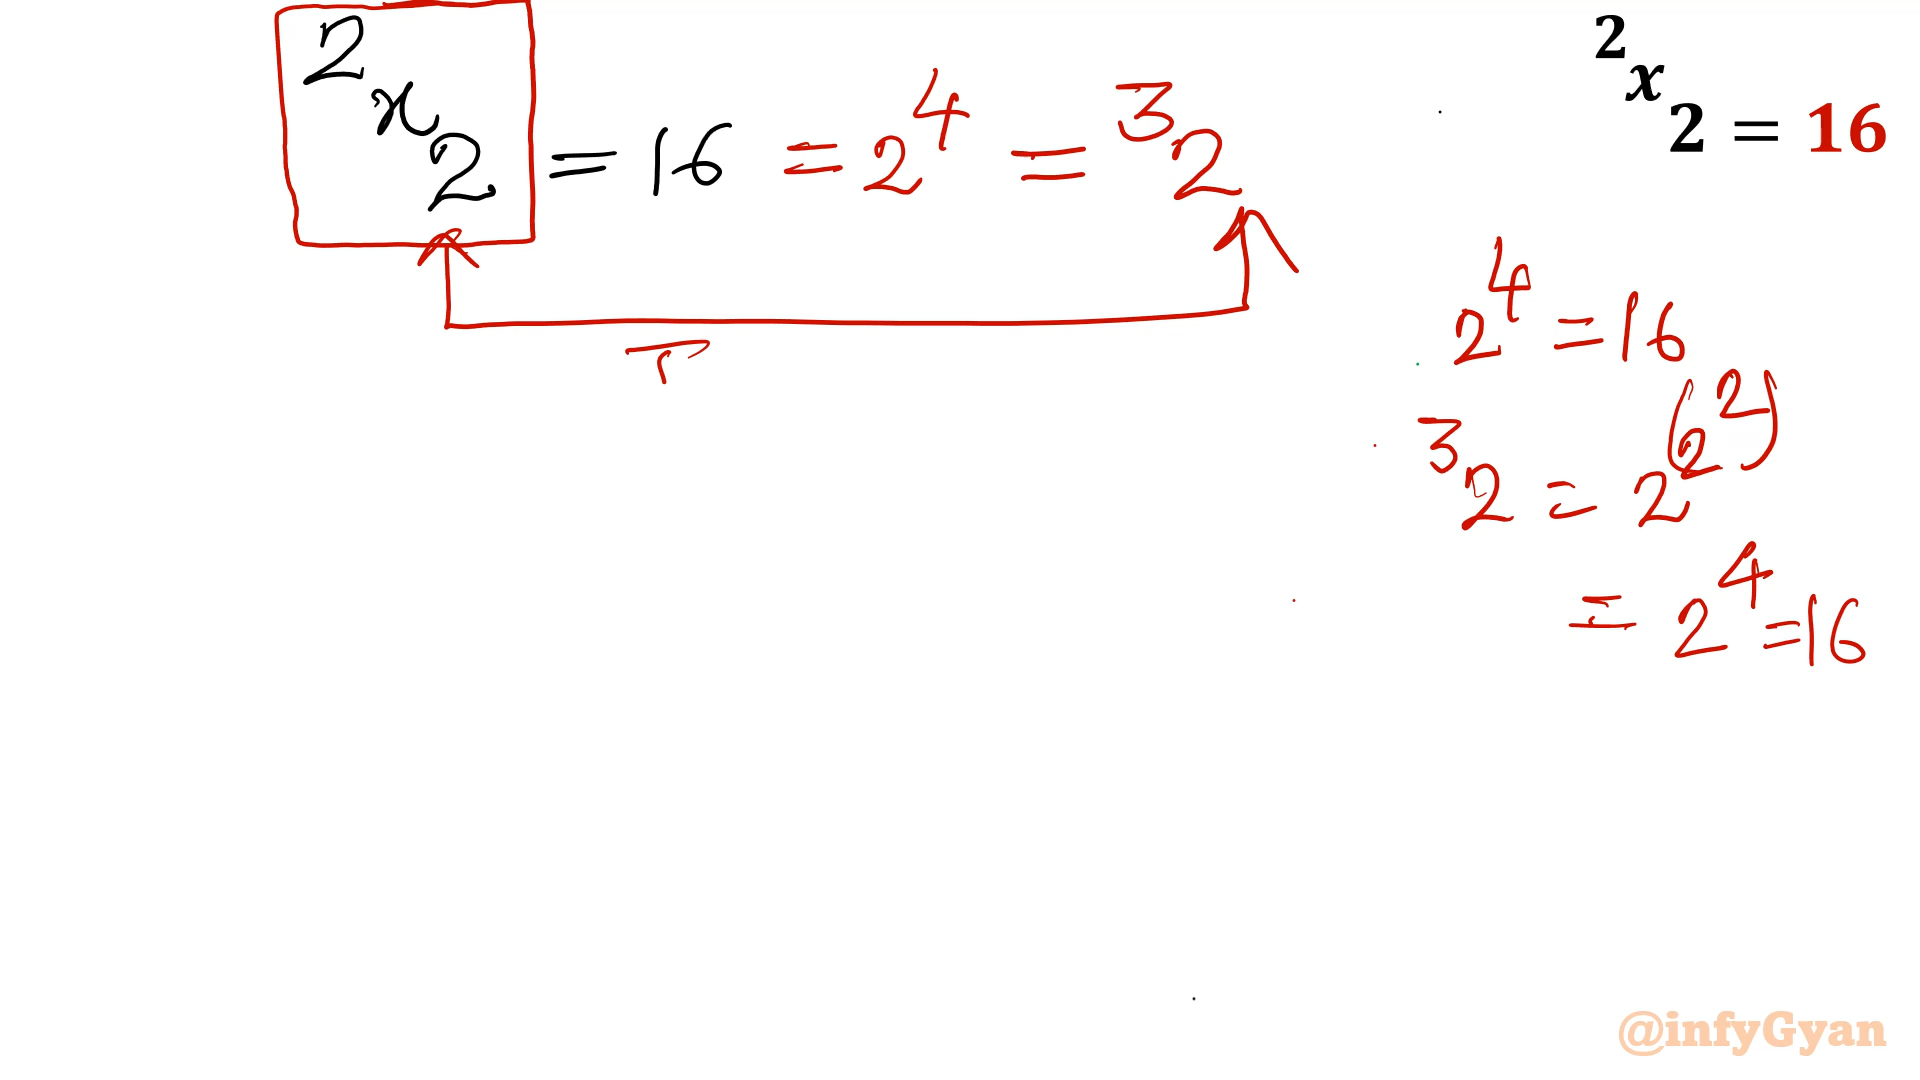 ²ˣ2 = 16 = 2⁴ = ³2
²ˣ2 = 16
2⁴ = 16
³2 = 2^(2²)
= 2⁴ = 16
@infyGyan